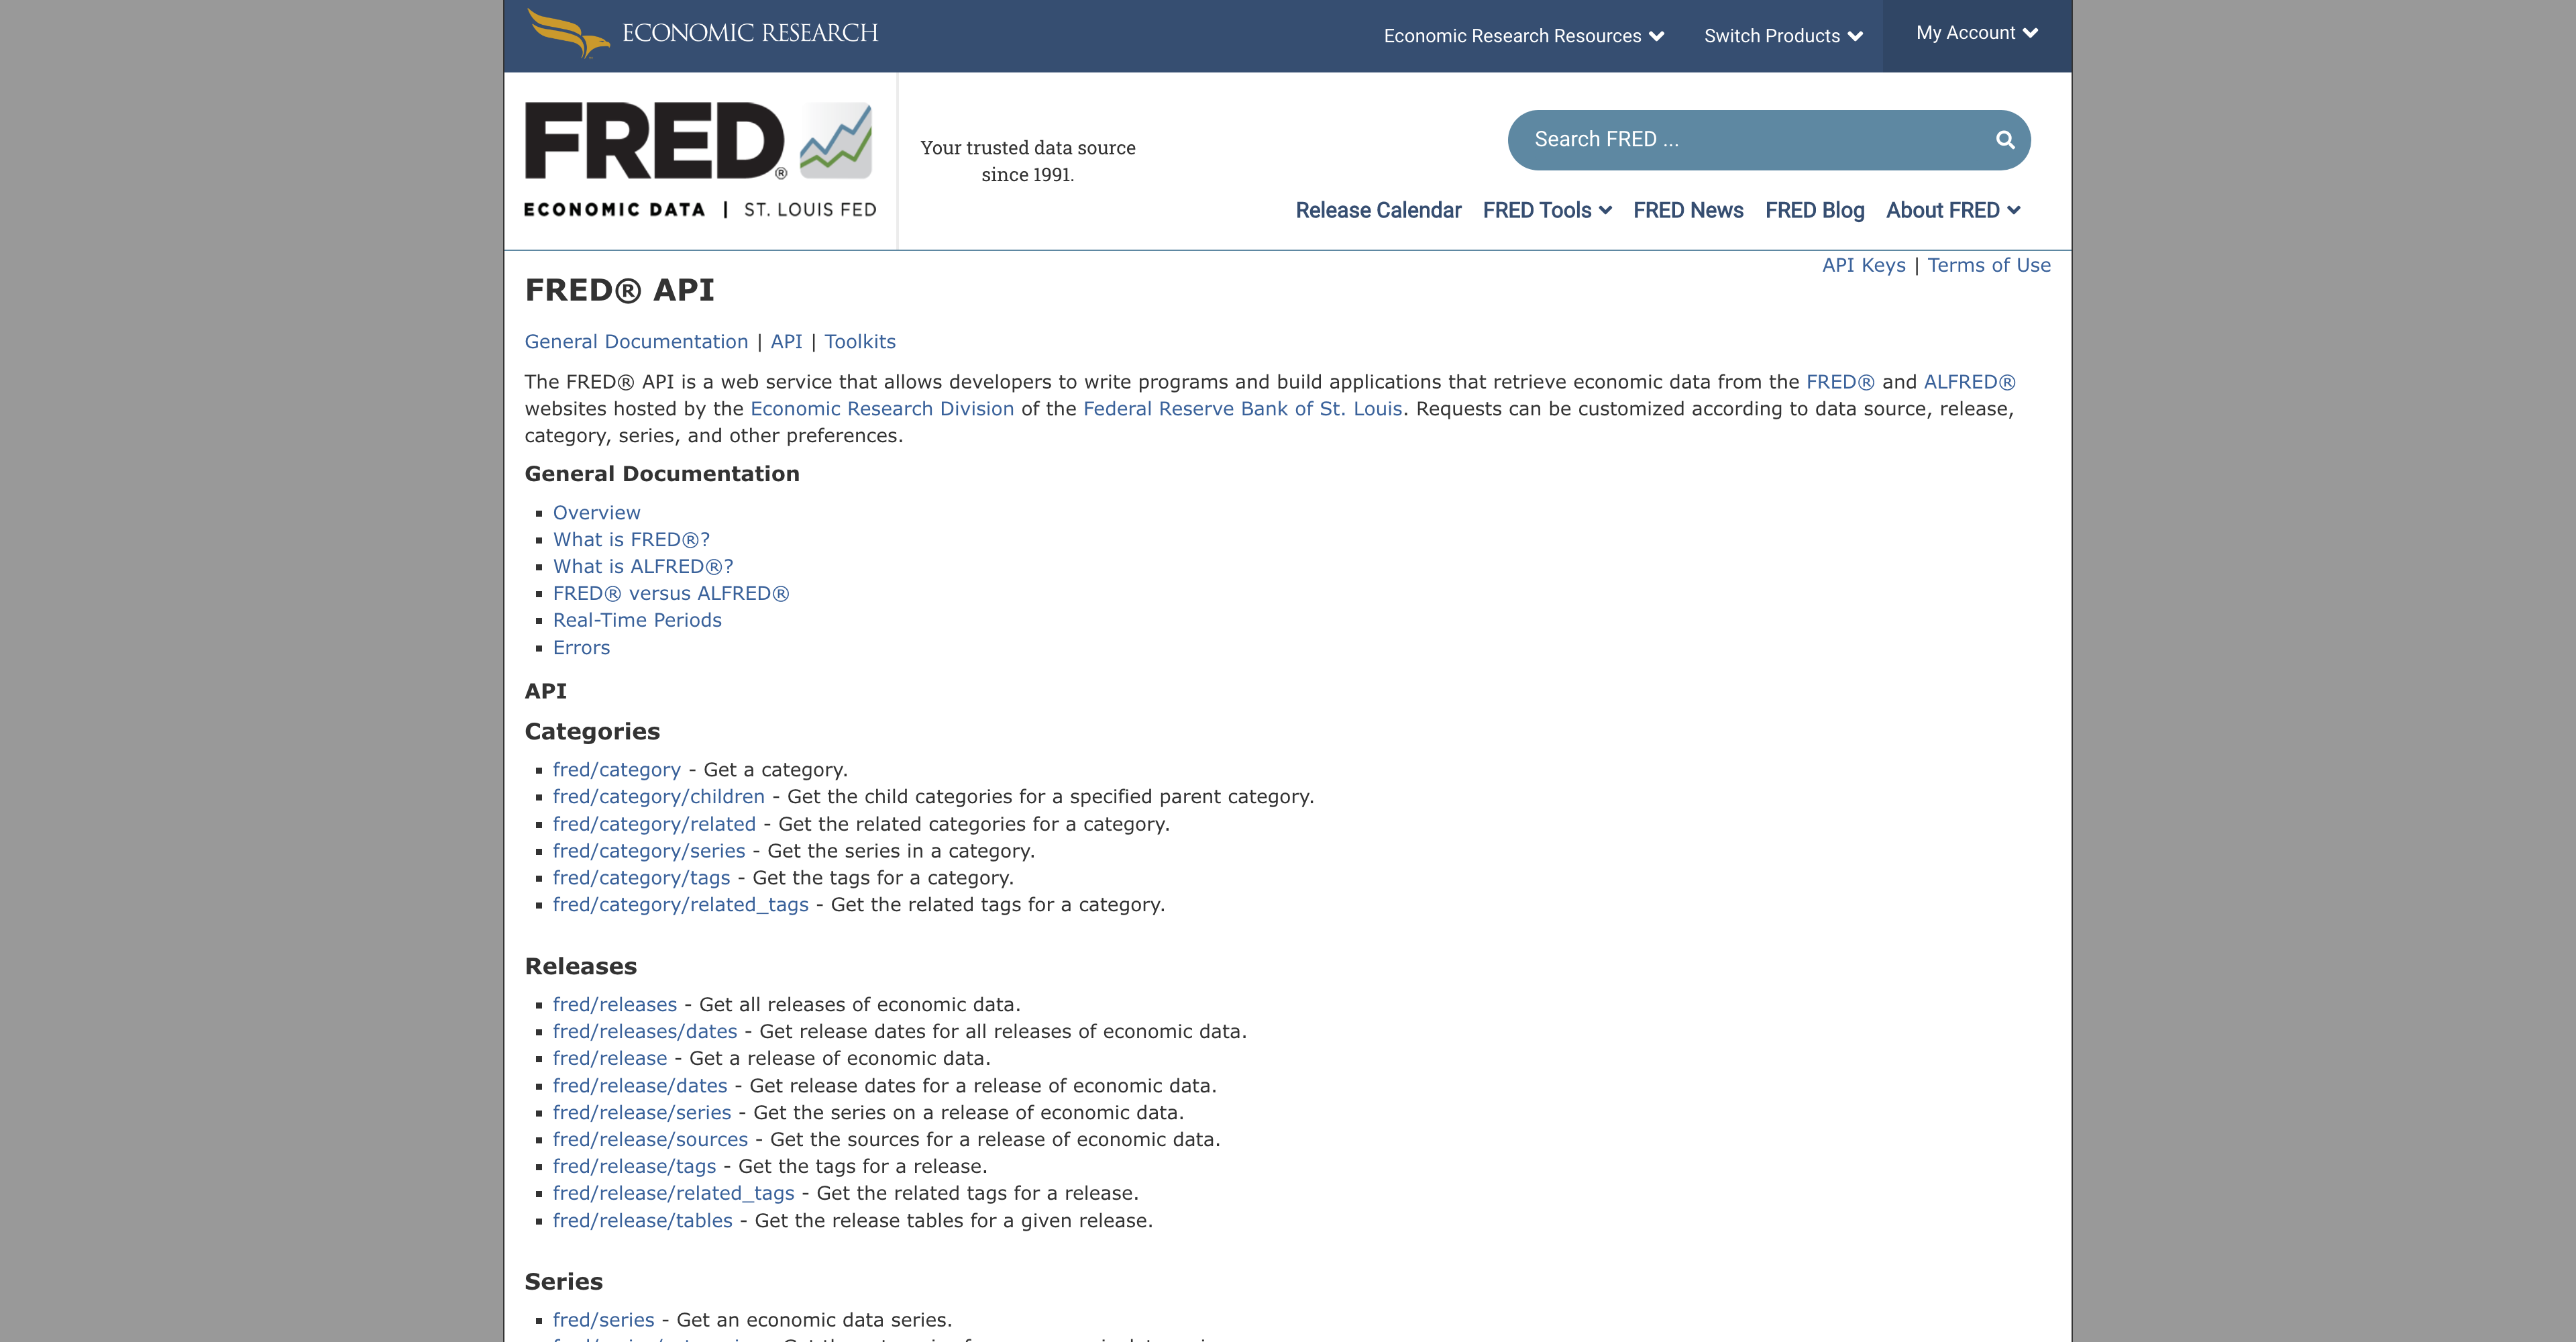 ECONOMIC RESEARCH
Economic Research Resources
Switch Products
My Account
FRED®
ECONOMIC DATA | ST. LOUIS FED
Your trusted data source
since 1991.
Search FRED ...
Release Calendar
FRED Tools
FRED News
FRED Blog
About FRED
API Keys | Terms of Use
FRED® API
General Documentation | API | Toolkits
The FRED® API is a web service that allows developers to write programs and build applications that retrieve economic data from the FRED® and ALFRED®
websites hosted by the Economic Research Division of the Federal Reserve Bank of St. Louis. Requests can be customized according to data source, release,
category, series, and other preferences.
General Documentation
Overview
What is FRED®?
What is ALFRED®?
FRED® versus ALFRED®
Real-Time Periods
Errors
API
Categories
fred/category - Get a category.
fred/category/children - Get the child categories for a specified parent category.
fred/category/related - Get the related categories for a category.
fred/category/series - Get the series in a category.
fred/category/tags - Get the tags for a category.
fred/category/related_tags - Get the related tags for a category.
Releases
fred/releases - Get all releases of economic data.
fred/releases/dates - Get release dates for all releases of economic data.
fred/release - Get a release of economic data.
fred/release/dates - Get release dates for a release of economic data.
fred/release/series - Get the series on a release of economic data.
fred/release/sources - Get the sources for a release of economic data.
fred/release/tags - Get the tags for a release.
fred/release/related_tags - Get the related tags for a release.
fred/release/tables - Get the release tables for a given release.
Series
fred/series - Get an economic data series.